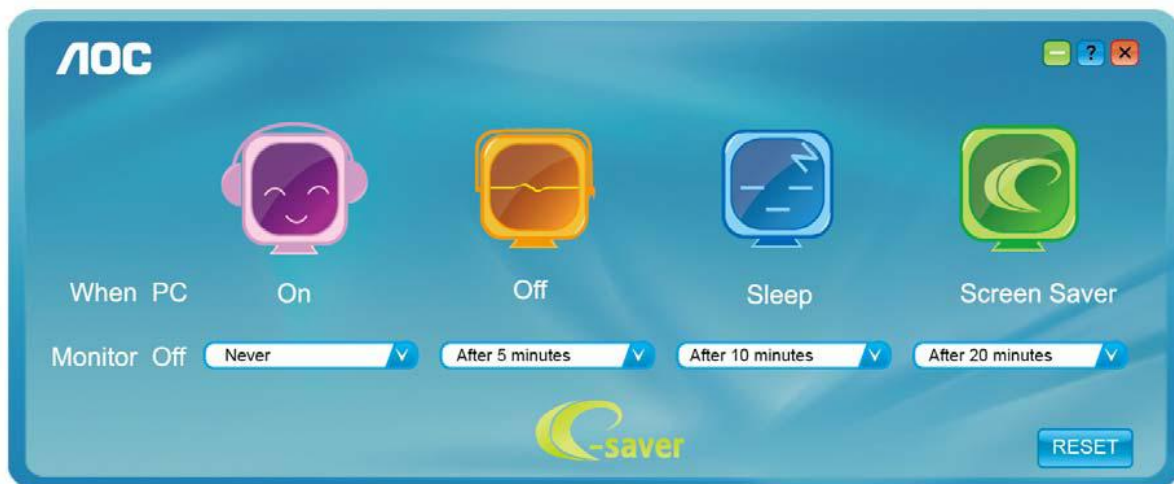 AOC
?
When PC On Off Sleep Screen Saver
Monitor Off Never After 5 minutes After 10 minutes After 20 minutes
e-saver
RESET